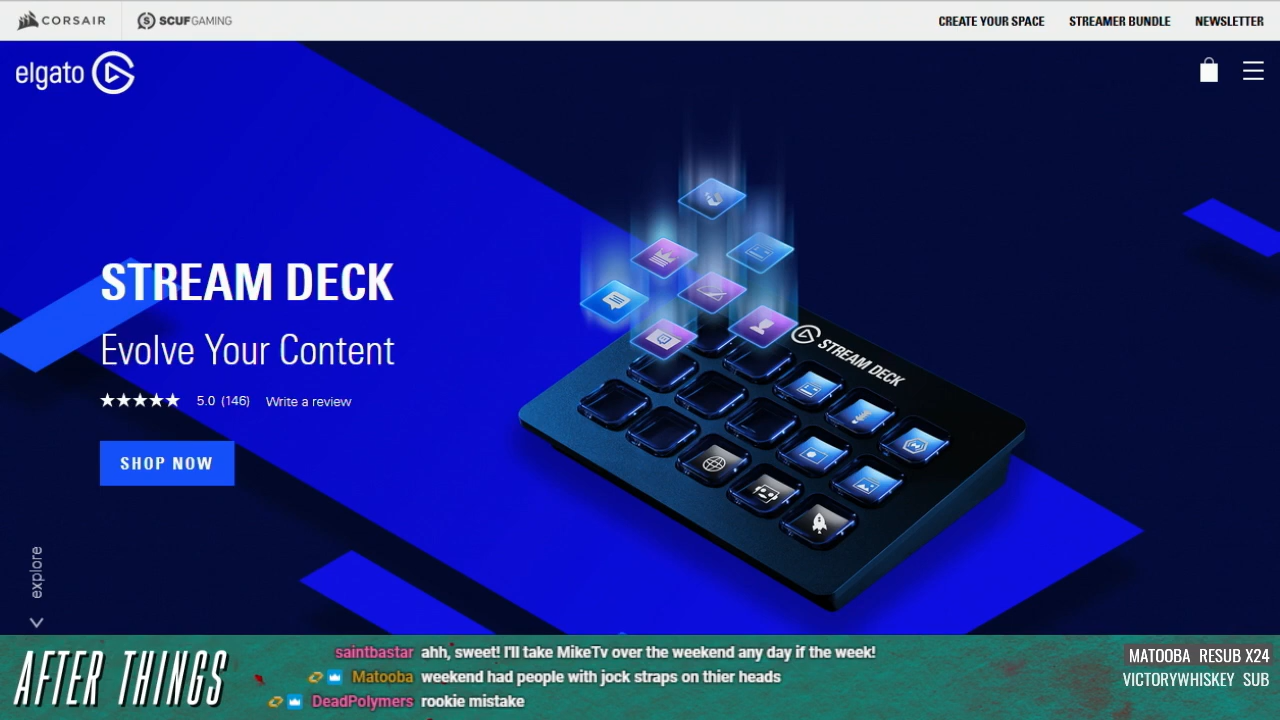 CORSAIR
SCUFGAMING
CREATE YOUR SPACE
STREAMER BUNDLE
NEWSLETTER
elgato
STREAM DECK
Evolve Your Content
5.0 (146) Write a review
SHOP NOW
STREAM DECK
explore
AFTER THINGS
saintbastar ahh, sweet! I'll take MikeTv over the weekend any day if the week!
Matooba weekend had people with jock straps on thier heads
DeadPolymers rookie mistake
MATOOBA RESUB X24
VICTORYWHISKEY SUB